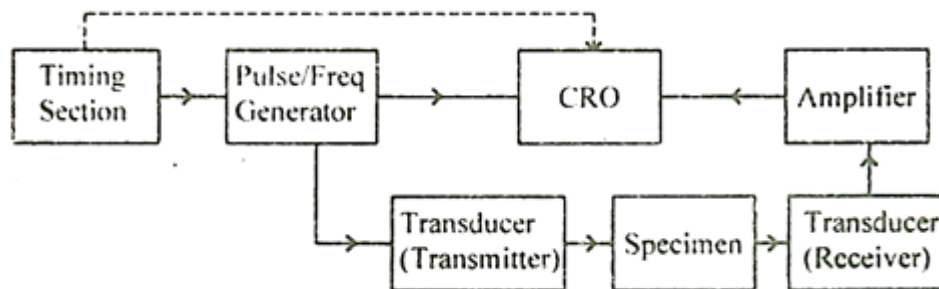 Timing
Section
Pulse/Freq
Generator
CRO
Amplifier
Transducer
(Transmitter)
Specimen
Transducer
(Receiver)